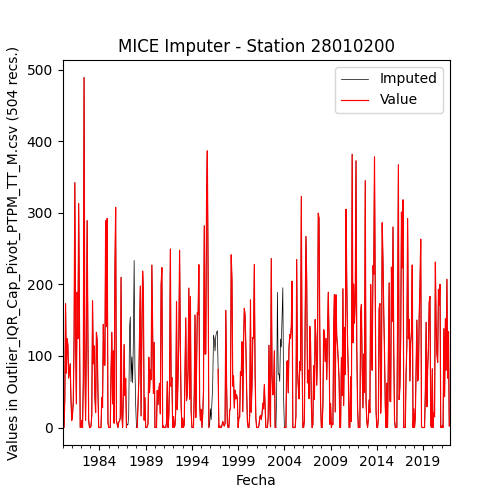 MICE Imputer - Station 28010200
Values in Outlier_IQR_Cap_Pivot_PTPM_TT_M.csv (504 recs.)
500
400
300
200
100
0
Imputed
Value
1984 1989 1994 1999 2004 2009 2014 2019
Fecha